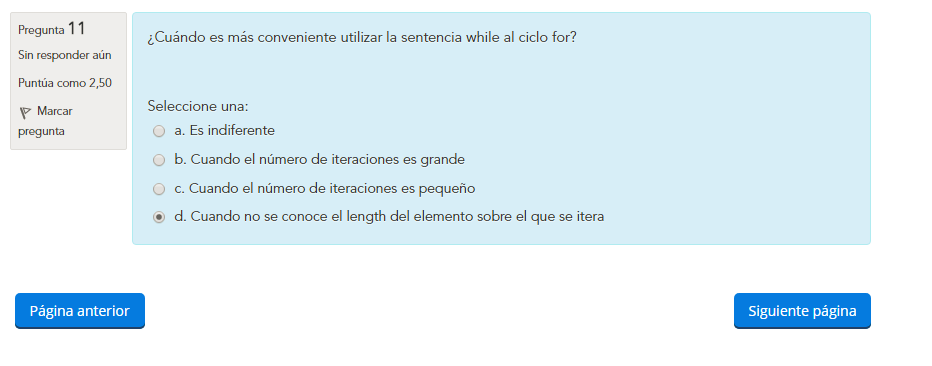 Pregunta 11
Sin responder aún
Puntúa como 2,50
Marcar
pregunta
¿Cuándo es más conveniente utilizar la sentencia while al ciclo for?
Seleccione una:
a. Es indiferente
b. Cuando el número de iteraciones es grande
c. Cuando el número de iteraciones es pequeño
d. Cuando no se conoce el length del elemento sobre el que se itera
Página anterior
Siguiente página